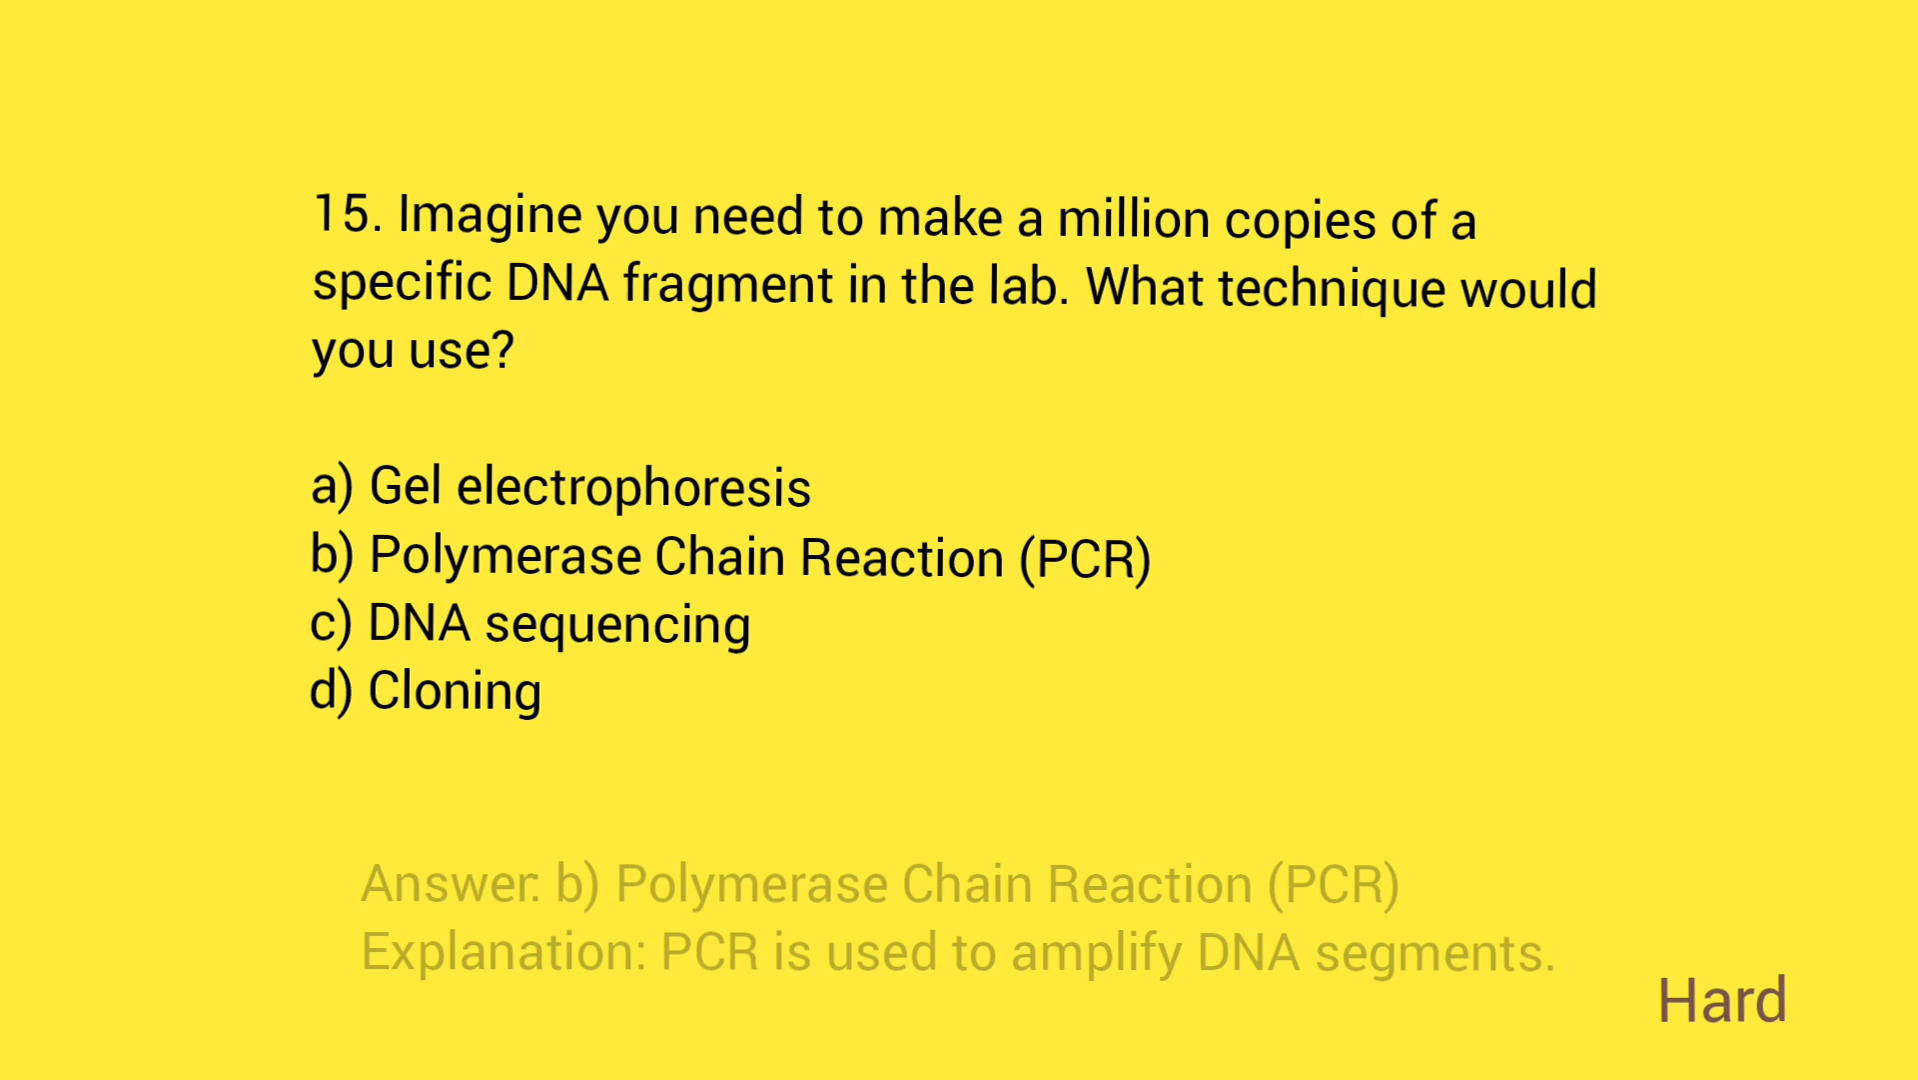 15. Imagine you need to make a million copies of a
specific DNA fragment in the lab. What technique would
you use?
a) Gel electrophoresis
b) Polymerase Chain Reaction (PCR)
c) DNA sequencing
d) Cloning
Answer: b) Polymerase Chain Reaction (PCR)
Explanation: PCR is used to amplify DNA segments.
Hard